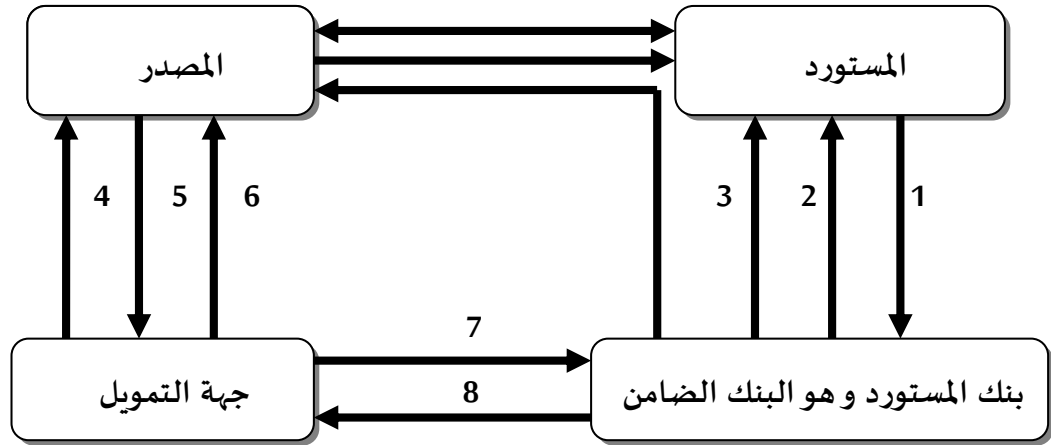 المستورد
المصدر
1
2
3
6
5
4
7
8
بنك المستورد و هو البنك الضامن
جهة التمويل